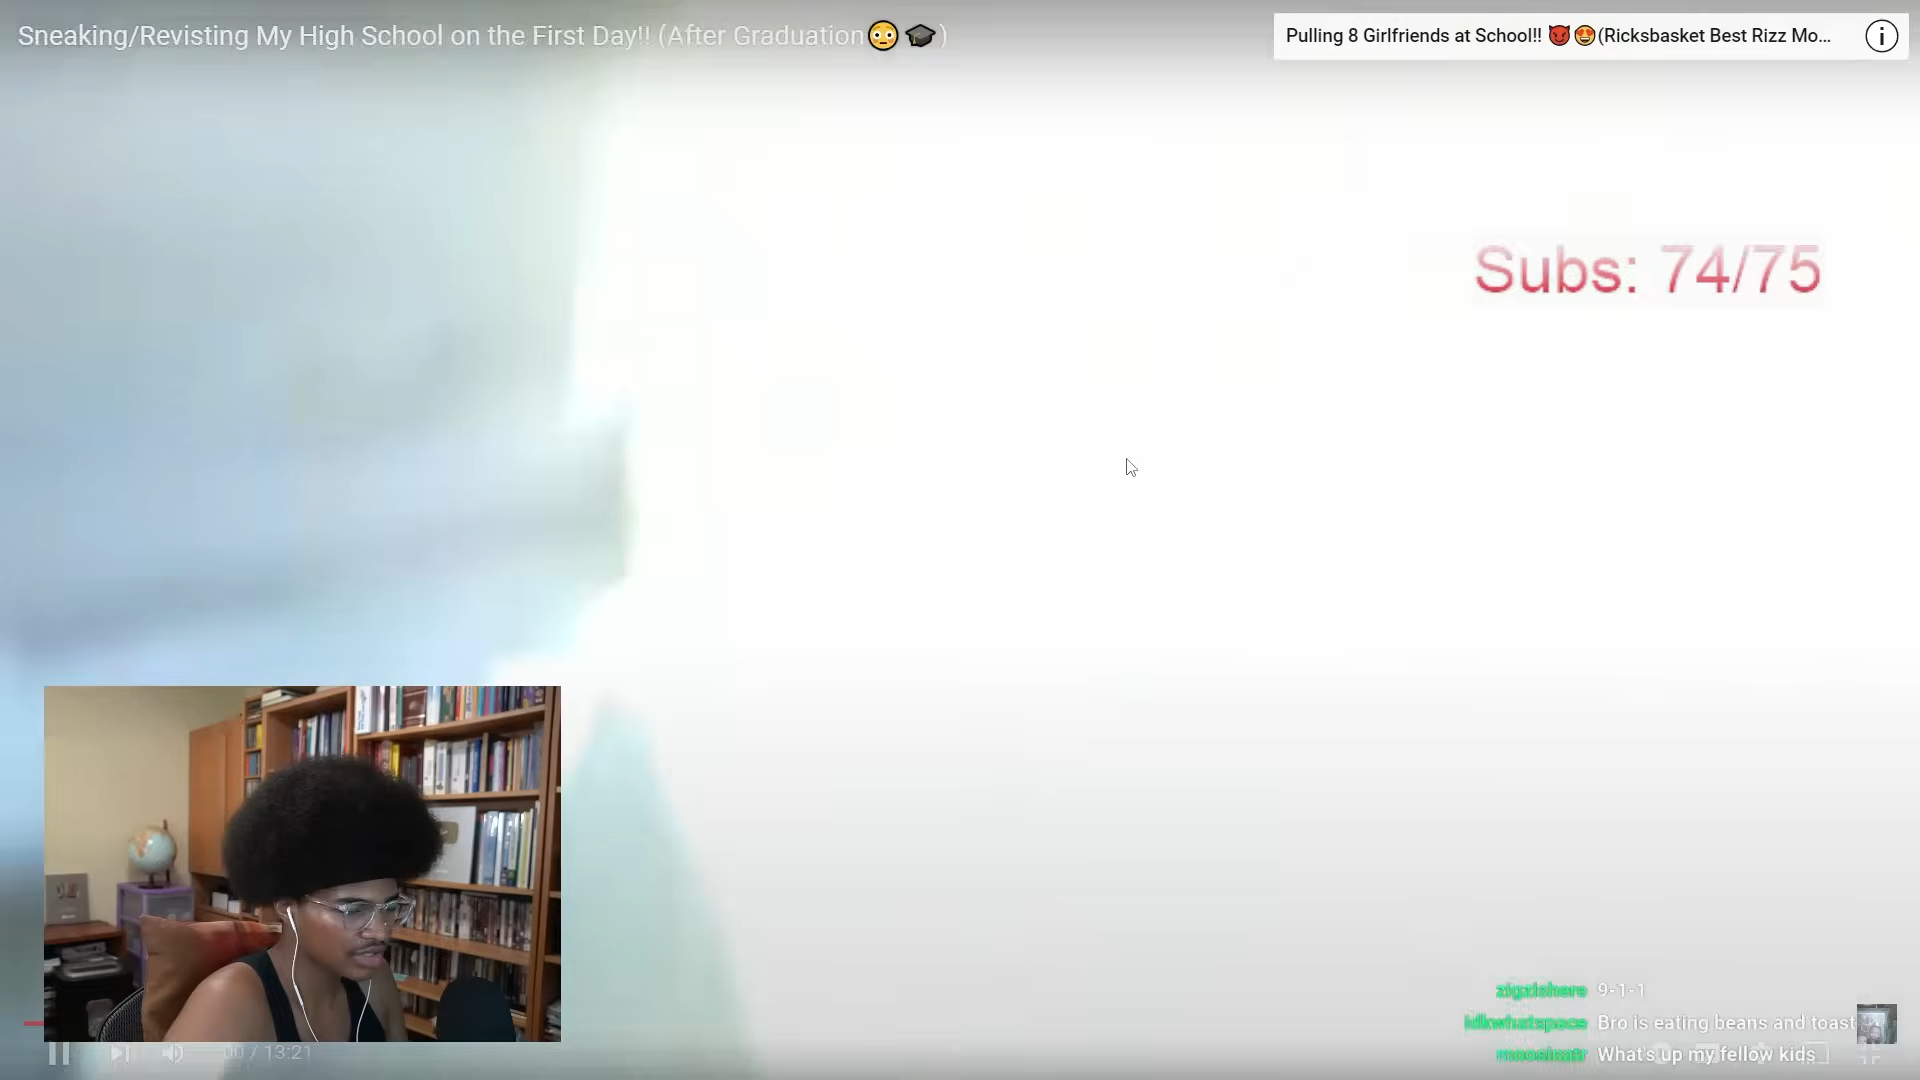 Sneaking/Revisting My High School on the First Day!! (After Graduation😳🎓)
Pulling 8 Girlfriends at School!! 😈😍(Ricksbasket Best Rizz Mo...
Subs: 74/75
zigzishere 9-1-1
idkwhatspace Bro is eating beans and toast
What's up my fellow kids
/ 13:21